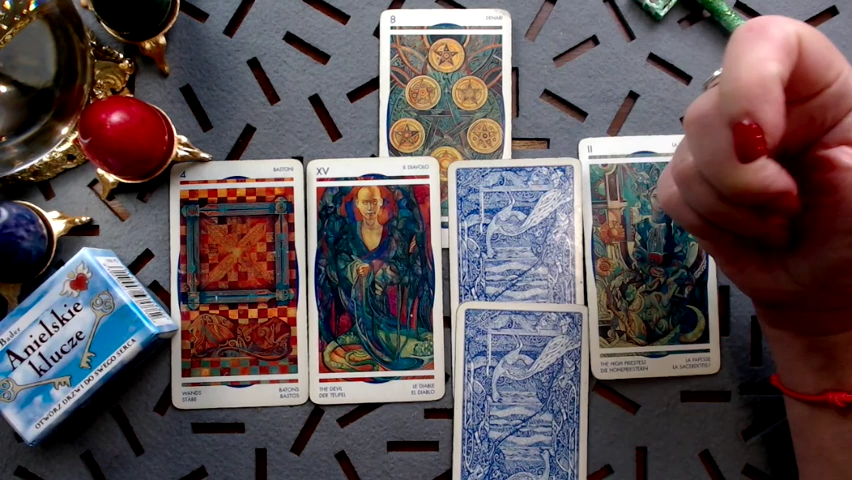 8
DENARI
4
BASTONI
XV
IL DIAVOLO
II
WANDS
STÄBE
BATONS
BASTOS
THE DEVIL
DER TEUFEL
LE DIABLE
EL DIABLO
THE HIGH PRIESTESS
DIE HOHEPRIESTERIN
LA PAPESSE
LA SACERDOTISA
Bader
Anielskie
klucze
OTWÓRZ DRZWI DO SWEGO SERCA